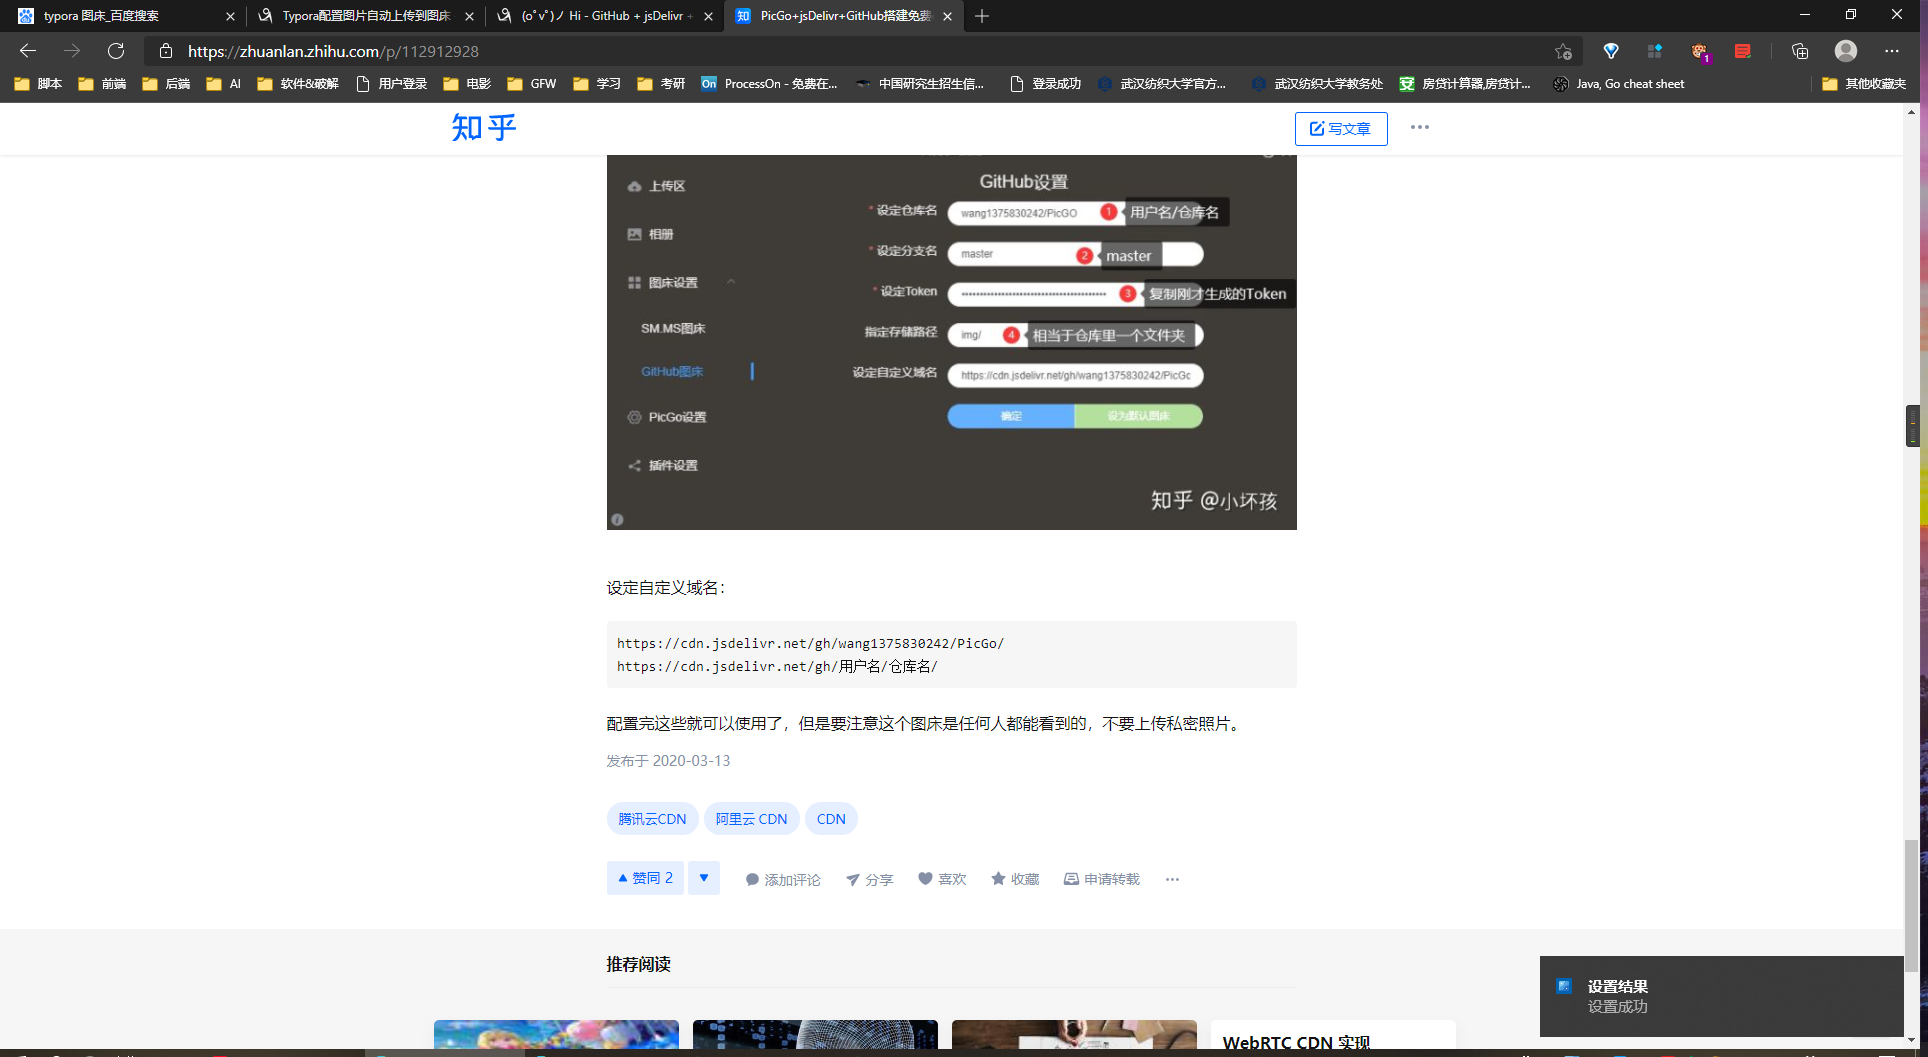 typora 图床_百度搜索
Typora配置图片自动上传到图床
(oﾟvﾟ)ノ Hi - GitHub + jsDelivr +
知 PicGo+jsDelivr+GitHub搭建免费
https://zhuanlan.zhihu.com/p/112912928
1
脚本
前端
后端
AI
软件&破解
用户登录
电影
GFW
学习
考研
On ProcessOn - 免费在...
中国研究生招生信...
登录成功
武汉纺织大学官方...
武汉纺织大学教务处
房贷计算器,房贷计...
Java, Go cheat sheet
其他收藏夹
知乎
写文章
GitHub设置
上传区
相册
图床设置
SM.MS图床
GitHub图床
PicGo设置
插件设置
* 设定仓库名 wang1375830242/PicGO 1 用户名/仓库名
* 设定分支名 master 2 master
* 设定Token 3 复制刚才生成的Token
指定存储路径 img/ 4 相当于仓库里一个文件夹
设定自定义域名 https://cdn.jsdelivr.net/gh/wang1375830242/PicGc
确定 设为默认图床
知乎 @小坏孩
设定自定义域名：
https://cdn.jsdelivr.net/gh/wang1375830242/PicGo/
https://cdn.jsdelivr.net/gh/用户名/仓库名/
配置完这些就可以使用了，但是要注意这个图床是任何人都能看到的，不要上传私密照片。
发布于 2020-03-13
腾讯云CDN 阿里云 CDN CDN
赞同 2 添加评论 分享 喜欢 收藏 申请转载
推荐阅读
WebRTC CDN 实现
设置结果
设置成功